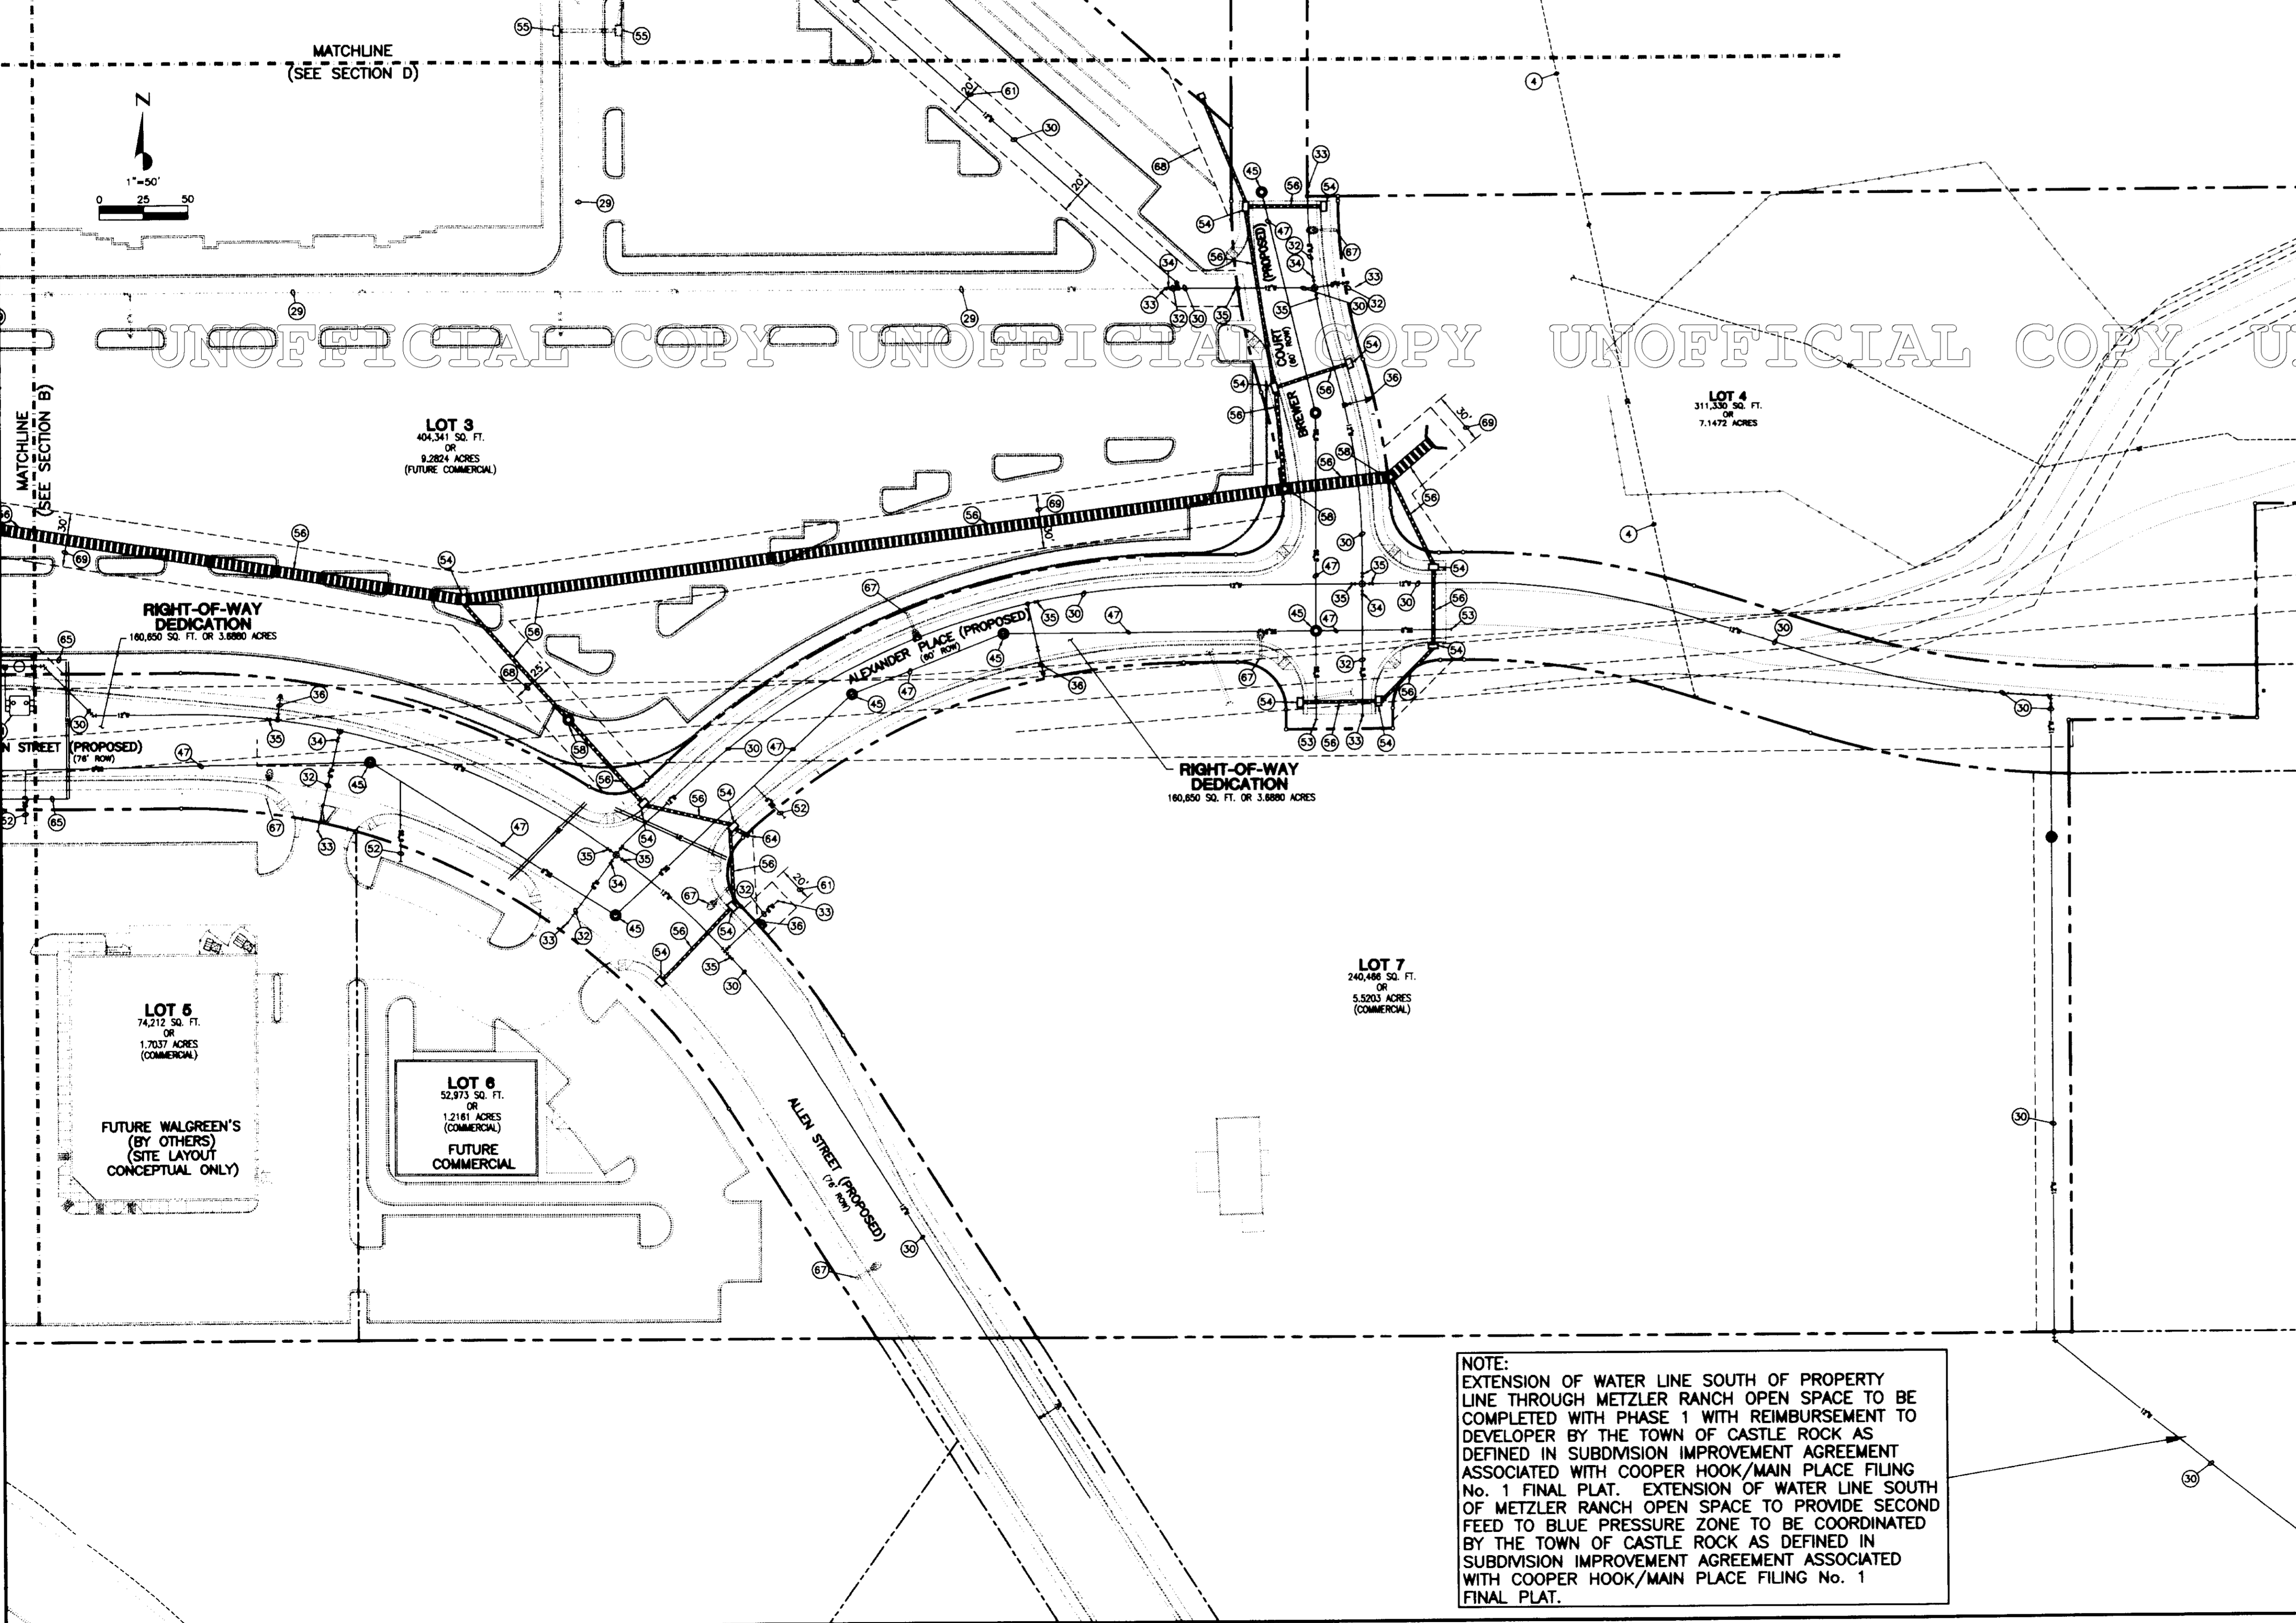 MATCHLINE
(SEE SECTION D)
N
1"=50'
0 25 50
MATCHLINE
(SEE SECTION B)
UNOFFICIAL COPY UNOFFICIAL COPY UNOFFICIAL COPY
LOT 3
404,341 SQ. FT.
OR
9.2824 ACRES
(FUTURE COMMERCIAL)
LOT 4
311,330 SQ. FT.
OR
7.1472 ACRES
BREWER COURT (PROPOSED)
(60' ROW)
RIGHT-OF-WAY
DEDICATION
160,650 SQ. FT. OR 3.6880 ACRES
ALEXANDER PLACE (PROPOSED)
(60' ROW)
N STREET (PROPOSED)
(76' ROW)
RIGHT-OF-WAY
DEDICATION
160,650 SQ. FT. OR 3.6880 ACRES
LOT 5
74,212 SQ. FT.
OR
1.7037 ACRES
(COMMERCIAL)
FUTURE WALGREEN'S
(BY OTHERS)
(SITE LAYOUT
CONCEPTUAL ONLY)
LOT 6
52,973 SQ. FT.
OR
1.2161 ACRES
(COMMERCIAL)
FUTURE
COMMERCIAL
LOT 7
240,466 SQ. FT.
OR
5.5203 ACRES
(COMMERCIAL)
ALLEN STREET (PROPOSED)
(76' ROW)
NOTE:
EXTENSION OF WATER LINE SOUTH OF PROPERTY
LINE THROUGH METZLER RANCH OPEN SPACE TO BE
COMPLETED WITH PHASE 1 WITH REIMBURSEMENT TO
DEVELOPER BY THE TOWN OF CASTLE ROCK AS
DEFINED IN SUBDIVISION IMPROVEMENT AGREEMENT
ASSOCIATED WITH COOPER HOOK/MAIN PLACE FILING
No. 1 FINAL PLAT. EXTENSION OF WATER LINE SOUTH
OF METZLER RANCH OPEN SPACE TO PROVIDE SECOND
FEED TO BLUE PRESSURE ZONE TO BE COORDINATED
BY THE TOWN OF CASTLE ROCK AS DEFINED IN
SUBDIVISION IMPROVEMENT AGREEMENT ASSOCIATED
WITH COOPER HOOK/MAIN PLACE FILING No. 1
FINAL PLAT.